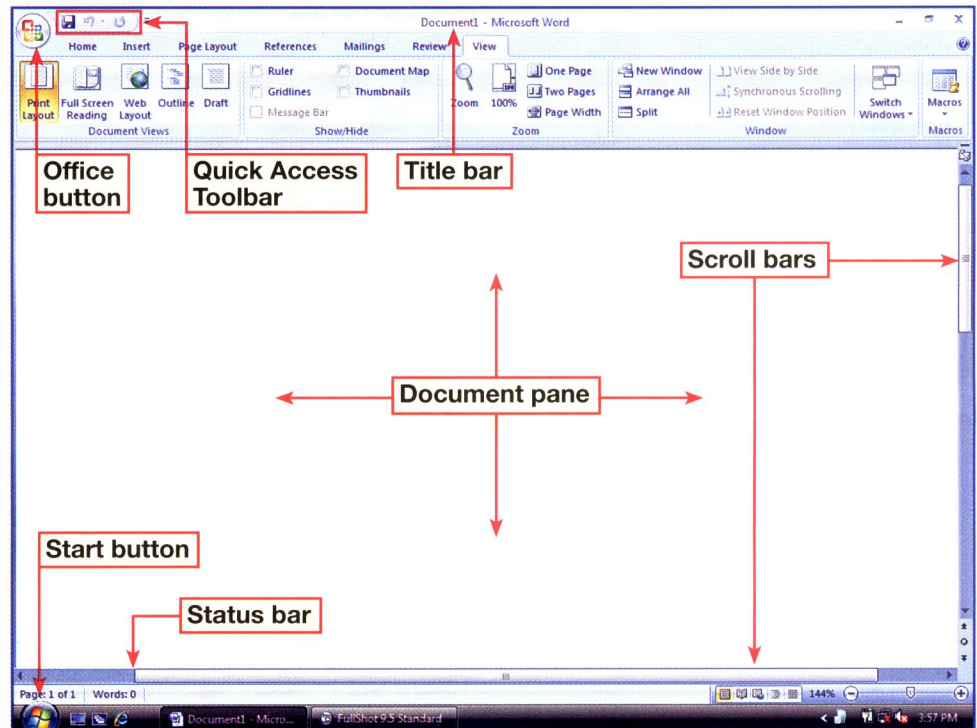 Document1 - Microsoft Word
Home Insert Page Layout References Mailings Review View
Print Layout
Full Screen Reading
Web Layout
Outline
Draft
Document Views
Ruler
Gridlines
Message Bar
Document Map
Thumbnails
Show/Hide
Zoom
100%
One Page
Two Pages
Page Width
Zoom
New Window
Arrange All
Split
View Side by Side
Synchronous Scrolling
Reset Window Position
Switch Windows
Window
Macros
Macros
Office
button
Quick Access
Toolbar
Title bar
Scroll bars
Document pane
Start button
Status bar
Page: 1 of 1 Words: 0
144%
Document1 - Micro...
FullShot 9.5 Standard
3:57 PM